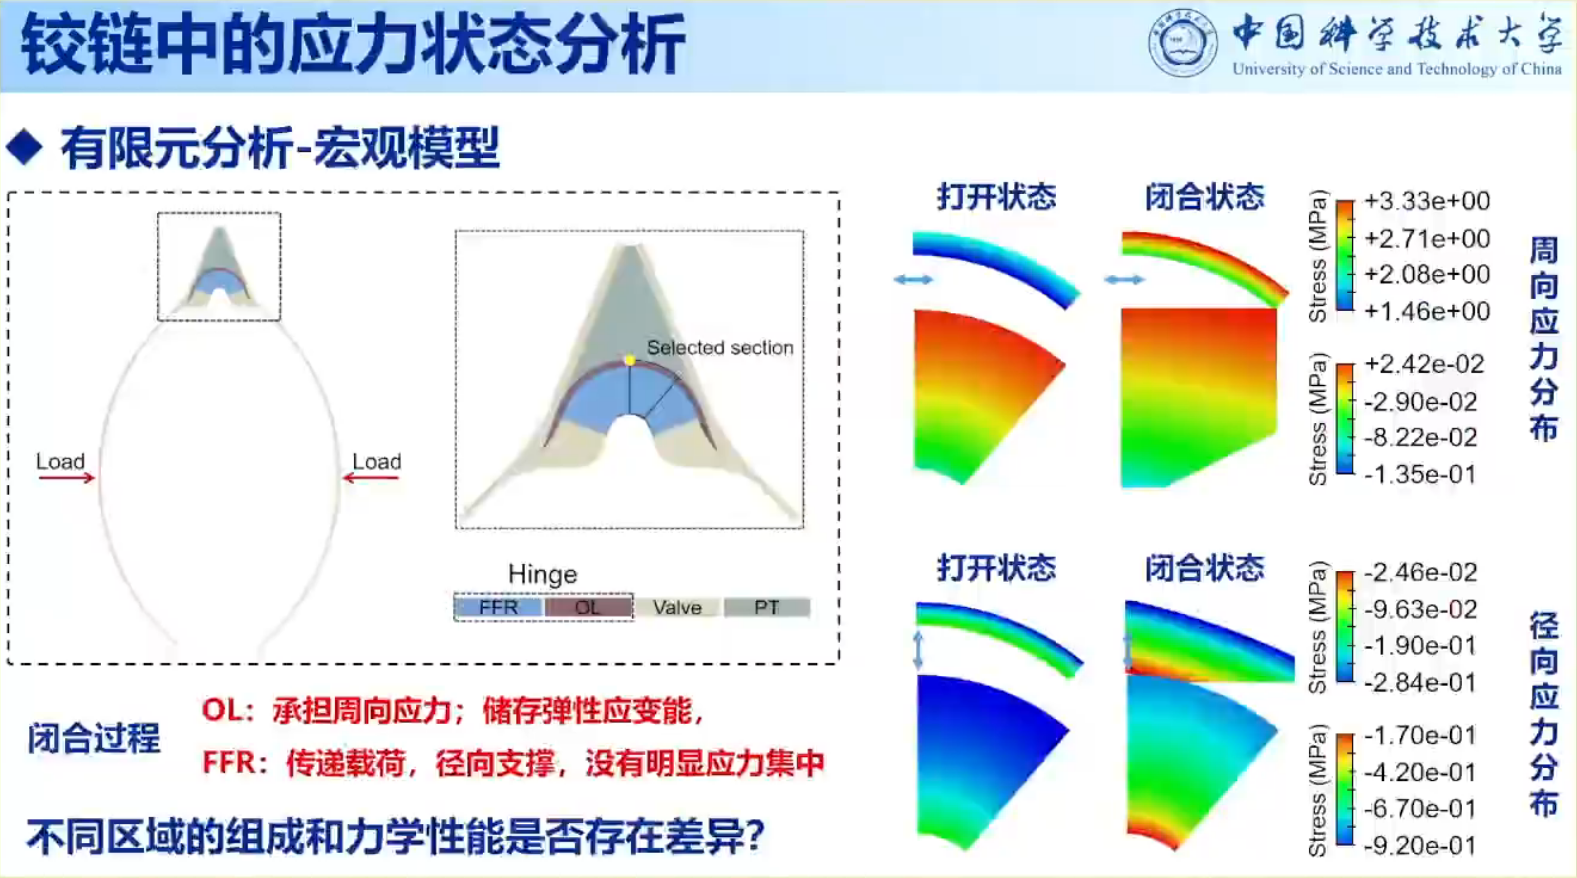 铰链中的应力状态分析
中国科学技术大学
University of Science and Technology of China
◆ 有限元分析-宏观模型
Load
Load
Selected section
Hinge
FFR OL Valve PT
闭合过程
OL：承担周向应力；储存弹性应变能，
FFR：传递载荷，径向支撑，没有明显应力集中
不同区域的组成和力学性能是否存在差异？
打开状态 闭合状态
Stress (MPa)
+3.33e+00
+2.71e+00
+2.08e+00
+1.46e+00
Stress (MPa)
+2.42e-02
-2.90e-02
-8.22e-02
-1.35e-01
周向应力分布
打开状态 闭合状态
Stress (MPa)
-2.46e-02
-9.63e-02
-1.90e-01
-2.84e-01
Stress (MPa)
-1.70e-01
-4.20e-01
-6.70e-01
-9.20e-01
径向应力分布